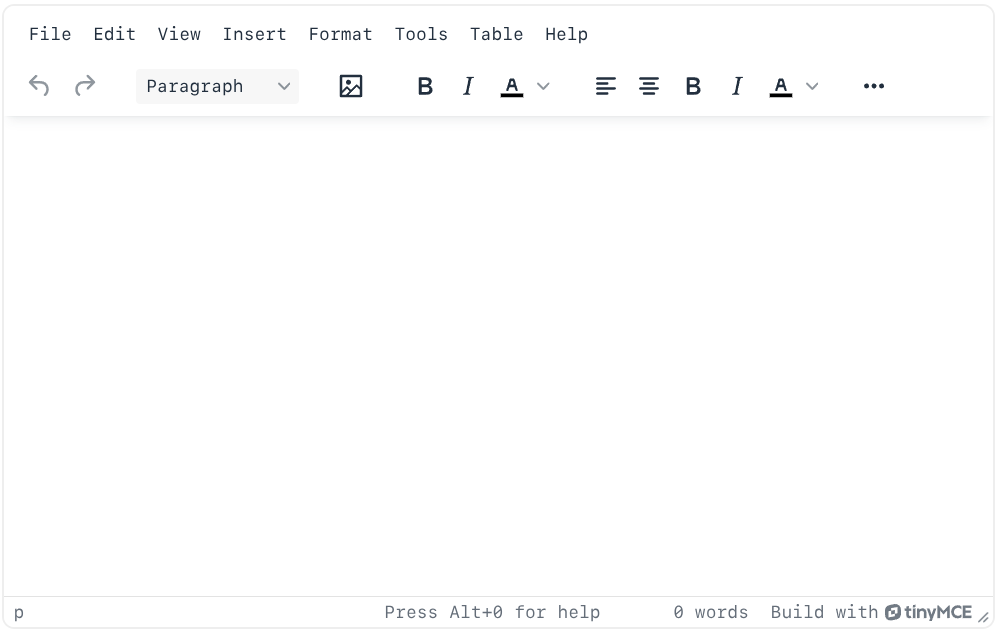 File Edit View Insert Format Tools Table Help
Paragraph B I A B I A
p Press Alt+0 for help 0 words Build with tinyMCE